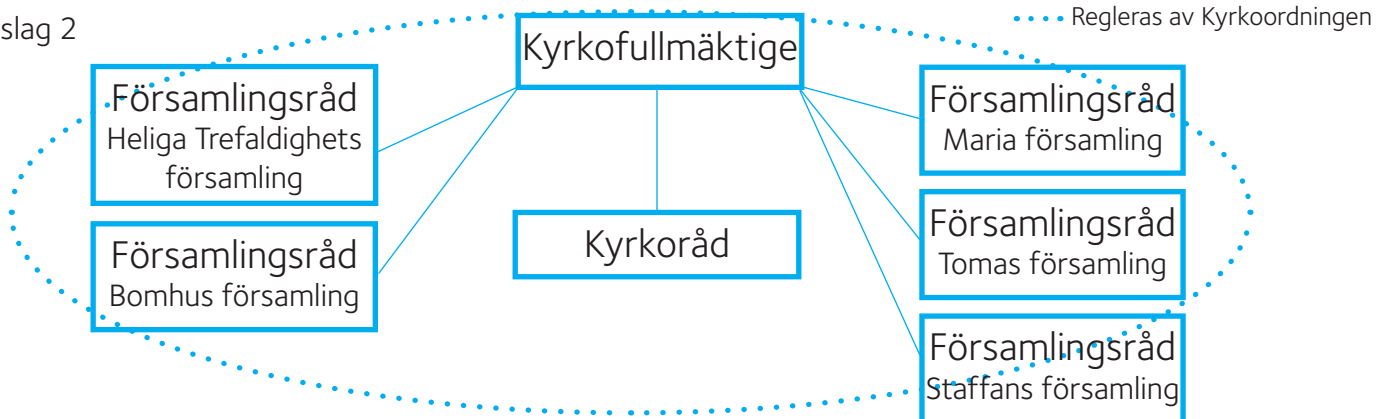 slag 2
Regleras av Kyrkoordningen
Kyrkofullmäktige
Församlingsråd
Heliga Trefaldighets
församling
Församlingsråd
Bomhus församling
Kyrkoråd
Församlingsråd
Maria församling
Församlingsråd
Tomas församling
Församlingsråd
Staffans församling